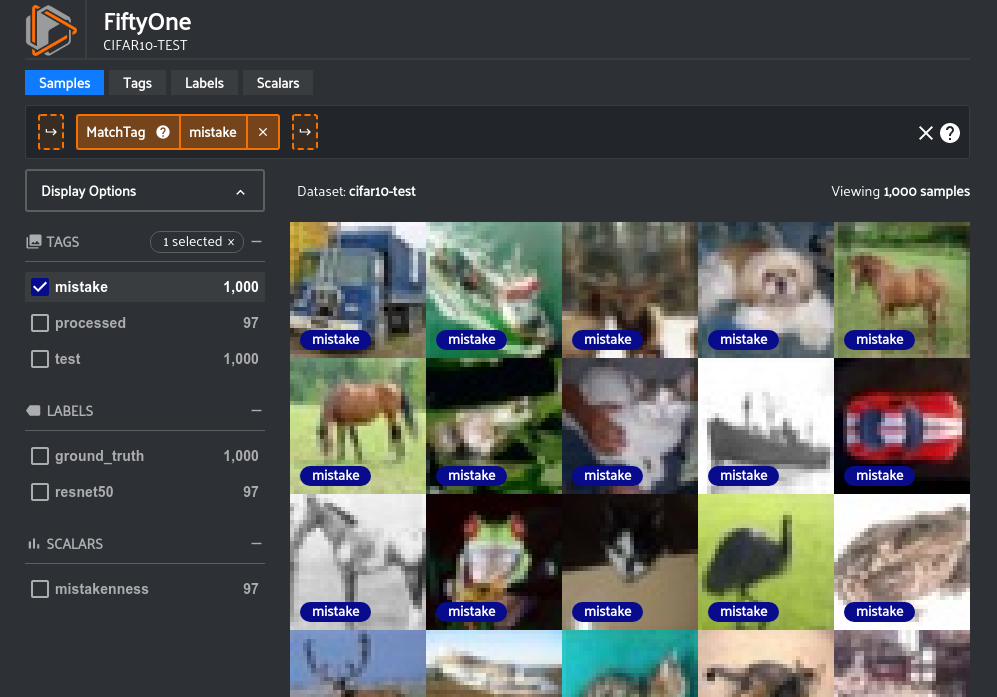 FiftyOne
CIFAR10-TEST
Samples Tags Labels Scalars
MatchTag ? mistake × ?
Display Options
Dataset: cifar10-test
Viewing 1,000 samples
TAGS 1 selected ×
mistake 1,000
processed 97
test 1,000
LABELS
ground_truth 1,000
resnet50 97
SCALARS
mistakenness 97
mistake mistake mistake mistake mistake
mistake mistake mistake mistake mistake
mistake mistake mistake mistake mistake